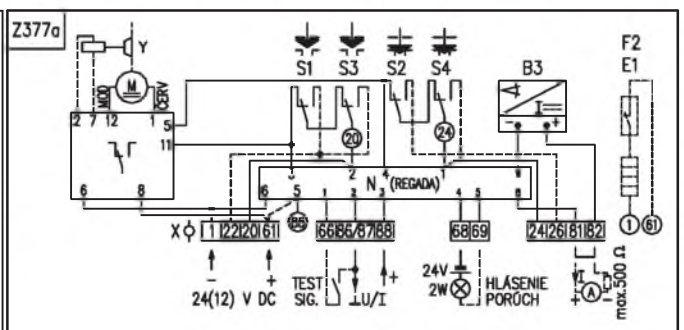 Z377a
Y
M
MOD
ČERV
2 7 12 1
5
11
6 8
S1 S3 S2 S4
20
24
B3
I
- +
F2
E1
2 4 1
N (REGADA)
6 5 1 2 3 4 5 8
85
X
1 22 20 61
66 86/87 88
68 69
24 26 81 82
1 61
- +
24(12) V DC
TEST
SIG.
⊥U/I
+
24V
2W
HLÁSENIE
PORÚCH
I
+ A -
max.500 Ω